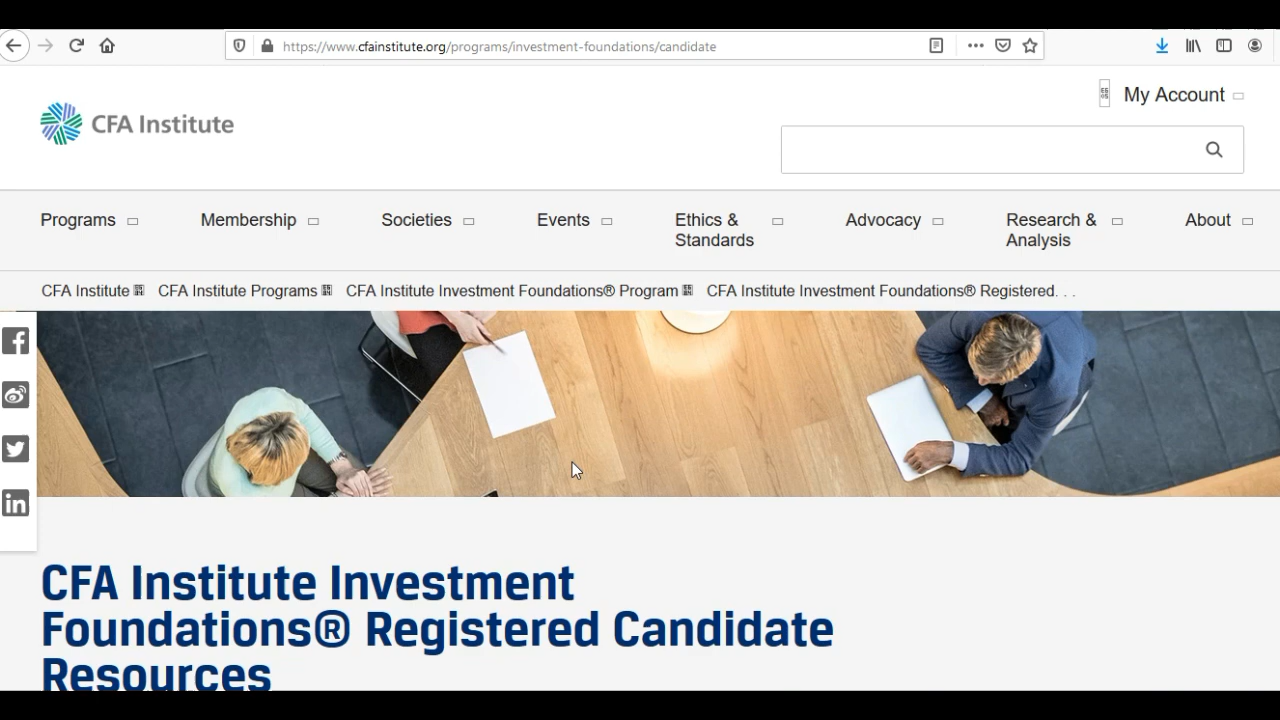 https://www.cfainstitute.org/programs/investment-foundations/candidate
My Account
CFA Institute
Programs
Membership
Societies
Events
Ethics &
Standards
Advocacy
Research &
Analysis
About
CFA Institute
CFA Institute Programs
CFA Institute Investment Foundations® Program
CFA Institute Investment Foundations® Registered. . .
CFA Institute Investment
Foundations® Registered Candidate
Resources